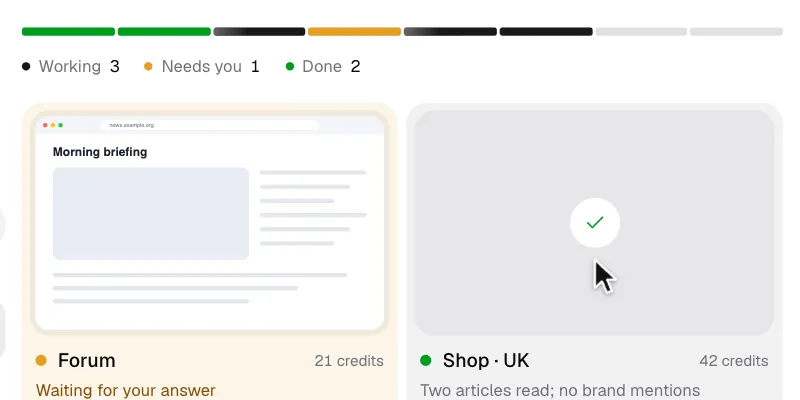 Working 3 Needs you 1 Done 2
news.example.org
Morning briefing
Forum 21 credits
Waiting for your answer
Shop · UK 42 credits
Two articles read; no brand mentions